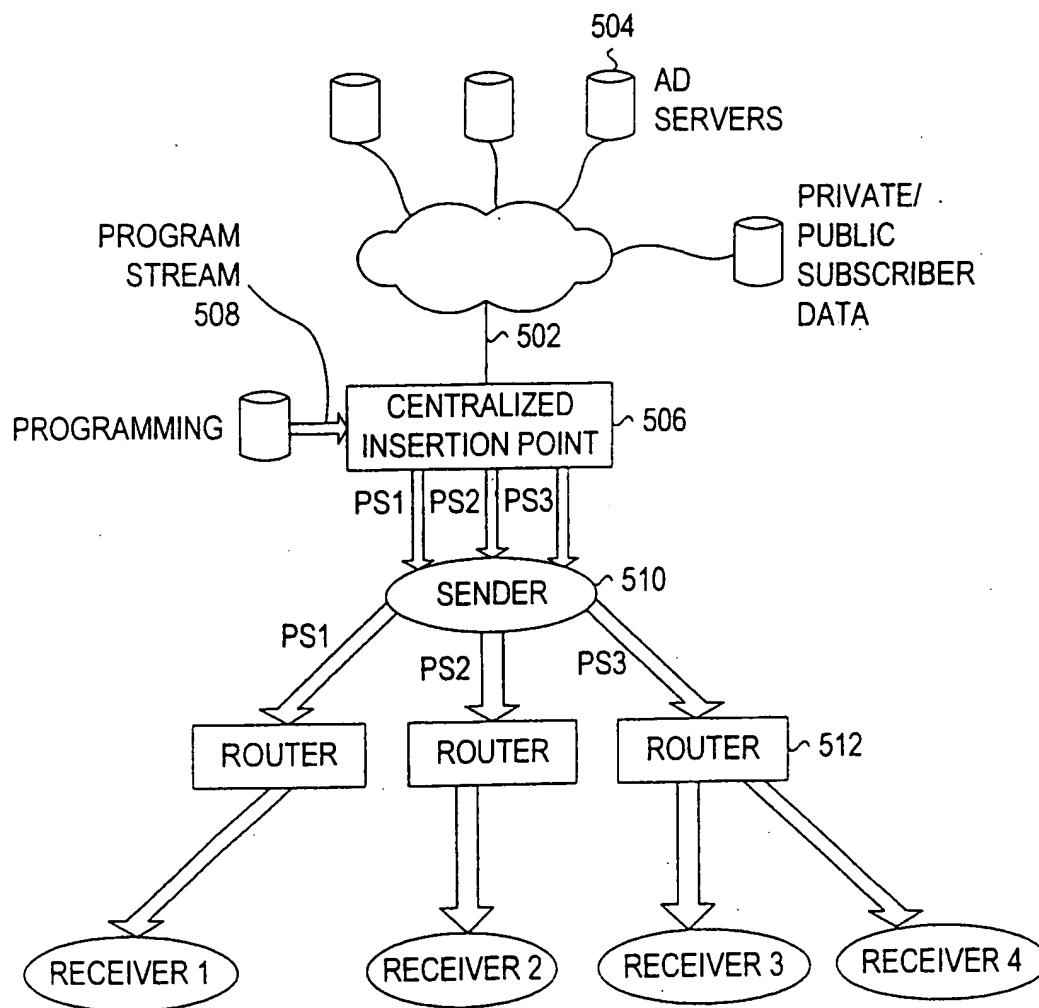 504
AD
SERVERS
PRIVATE/
PUBLIC
SUBSCRIBER
DATA
PROGRAM
STREAM
508
502
PROGRAMMING
CENTRALIZED
INSERTION POINT
506
PS1
PS2
PS3
SENDER
510
PS1
PS2
PS3
ROUTER
ROUTER
ROUTER
512
RECEIVER 1
RECEIVER 2
RECEIVER 3
RECEIVER 4